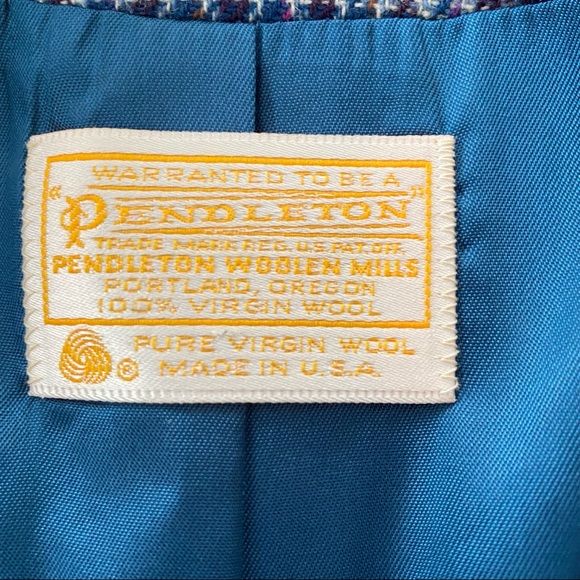 WARRANTED TO BE A
"PENDLETON"
TRADE MARK REG. U.S. PAT. OFF.
PENDLETON WOOLEN MILLS
PORTLAND, OREGON
100% VIRGIN WOOL
® PURE VIRGIN WOOL
MADE IN U.S.A.